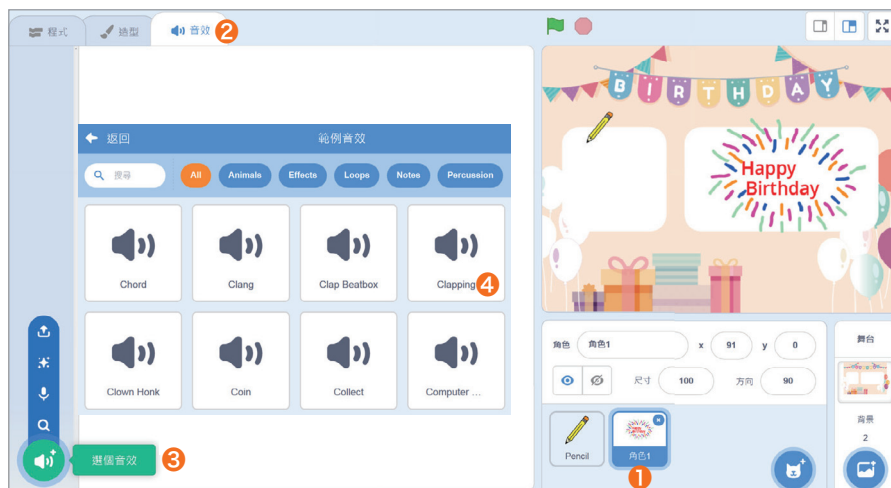 程式
造型
音效
2
返回
範例音效
搜尋
All
Animals
Effects
Loops
Notes
Percussion
Chord
Clang
Clap Beatbox
Clapping
4
Clown Honk
Coin
Collect
Computer ...
選個音效
3
BIRTHDAY
Happy
Birthday
角色
角色1
x
91
y
0
尺寸
100
方向
90
Pencil
角色1
1
舞台
背景
2